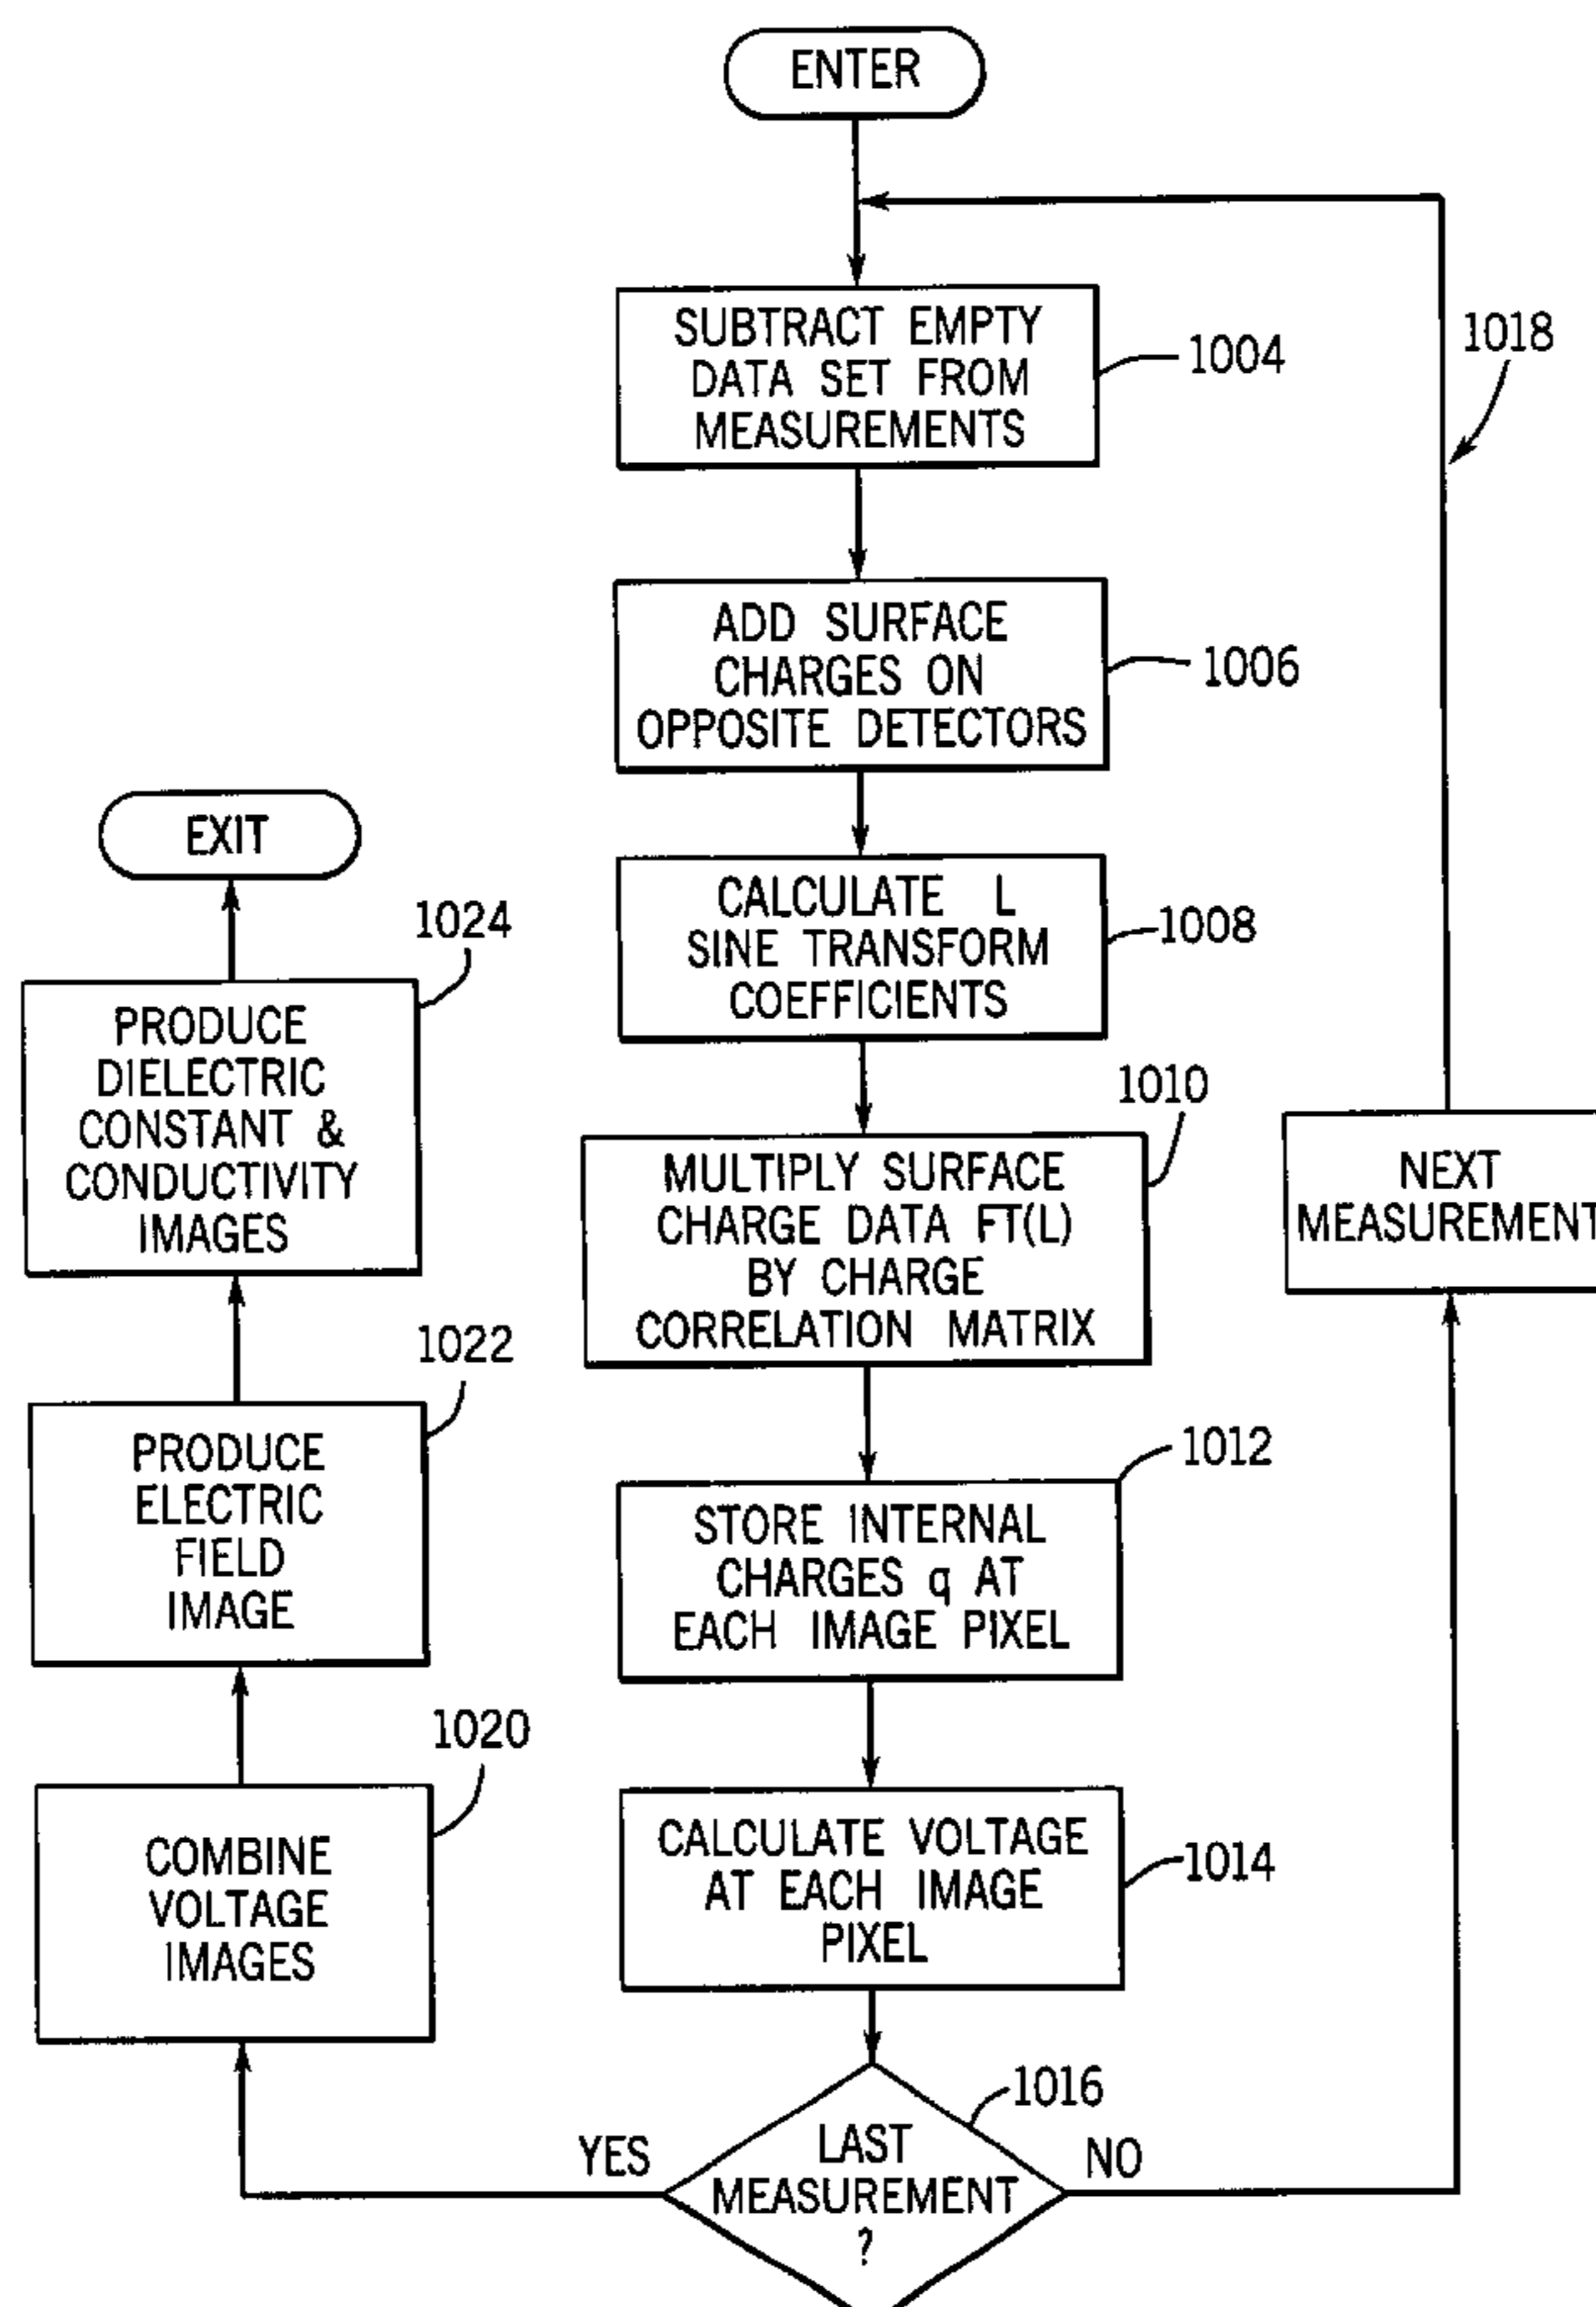 ENTER
SUBTRACT EMPTY
DATA SET FROM
MEASUREMENTS
1004
1018
ADD SURFACE
CHARGES ON
OPPOSITE DETECTORS
1006
CALCULATE L
SINE TRANSFORM
COEFFICIENTS
1008
MULTIPLY SURFACE
CHARGE DATA FT(L)
BY CHARGE
CORRELATION MATRIX
1010
NEXT
MEASUREMENT
STORE INTERNAL
CHARGES q AT
EACH IMAGE PIXEL
1012
CALCULATE VOLTAGE
AT EACH IMAGE
PIXEL
1014
LAST
MEASUREMENT
?
1016
YES
NO
COMBINE
VOLTAGE
IMAGES
1020
PRODUCE
ELECTRIC
FIELD
IMAGE
1022
PRODUCE
DIELECTRIC
CONSTANT &
CONDUCTIVITY
IMAGES
1024
EXIT